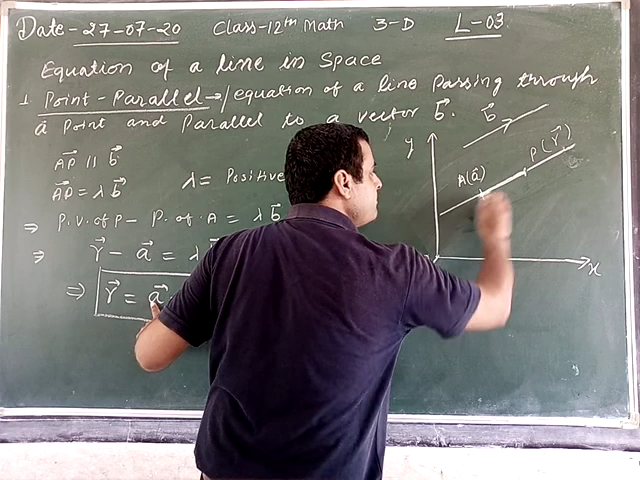 Date - 27-07-20 Class-12th Math 3-D L-03
Equation of a line in Space
1 Point-Parallel→/equation of a line passing through
a point and Parallel to a vector b⃗.
AP⃗ || b⃗
AP⃗ = λ b⃗ λ = Positive
⇒ P.V. of P - P. of .A = λ b⃗
⇒ r⃗ - a⃗ = λ
⇒ r⃗ = a⃗
b⃗
y
P(r⃗)
A(a⃗)
x